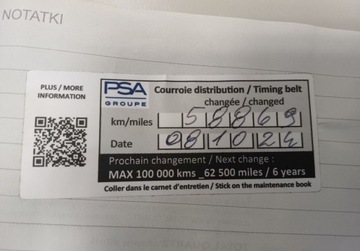 NOTATKI
PLUS / MORE
INFORMATION
PSA
GROUPE
Courroie distribution / Timing belt
changée / changed
km/miles 58869
Date 081024
Prochain changement / Next change :
MAX 100 000 kms _62 500 miles / 6 years
Coller dans le carnet d'entretien / Stick on the maintenance book